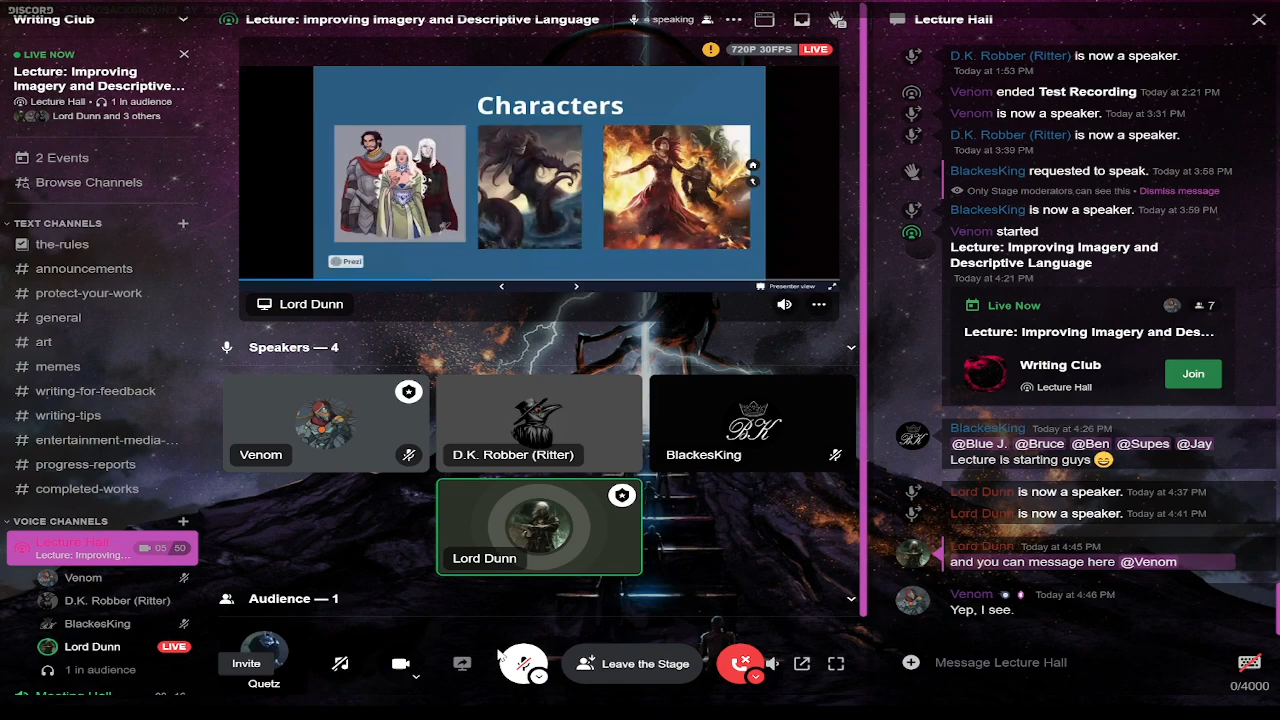 DISCORD
Writing Club
LIVE NOW
Lecture: Improving
Imagery and Descriptive...
Lecture Hall • 1 in audience
Lord Dunn and 3 others
2 Events
Browse Channels
TEXT CHANNELS
the-rules
announcements
protect-your-work
general
art
memes
writing-for-feedback
writing-tips
entertainment-media-...
progress-reports
completed-works
VOICE CHANNELS
Lecture Hall
Lecture: Improving...
05 50
Venom
D.K. Robber (Ritter)
BlackesKing
Lord Dunn LIVE
1 in audience
Meeting Hall
Lecture: Improving Imagery and Descriptive Language
4 speaking
720P 30FPS LIVE
Characters
Prezi
Presenter view
Lord Dunn
Speakers — 4
Venom
D.K. Robber (Ritter)
BK
BlackesKing
Lord Dunn
Audience — 1
Invite
Quetz
Leave the Stage
Lecture Hall
D.K. Robber (Ritter) is now a speaker.
Today at 1:53 PM
Venom ended Test Recording Today at 2:21 PM
Venom is now a speaker. Today at 3:31 PM
D.K. Robber (Ritter) is now a speaker.
Today at 3:39 PM
BlackesKing requested to speak. Today at 3:58 PM
Only Stage moderators can see this • Dismiss message
BlackesKing is now a speaker. Today at 3:59 PM
Venom started
Lecture: Improving Imagery and
Descriptive Language
Today at 4:21 PM
Live Now
7
Lecture: Improving Imagery and Des...
Writing Club
Lecture Hall
Join
BlackesKing Today at 4:26 PM
@Blue J. @Bruce @Ben @Supes @Jay
Lecture is starting guys
Lord Dunn is now a speaker. Today at 4:37 PM
Lord Dunn is now a speaker. Today at 4:41 PM
Lord Dunn Today at 4:45 PM
and you can message here @Venom
Venom Today at 4:46 PM
Yep, I see.
Message Lecture Hall
0/4000